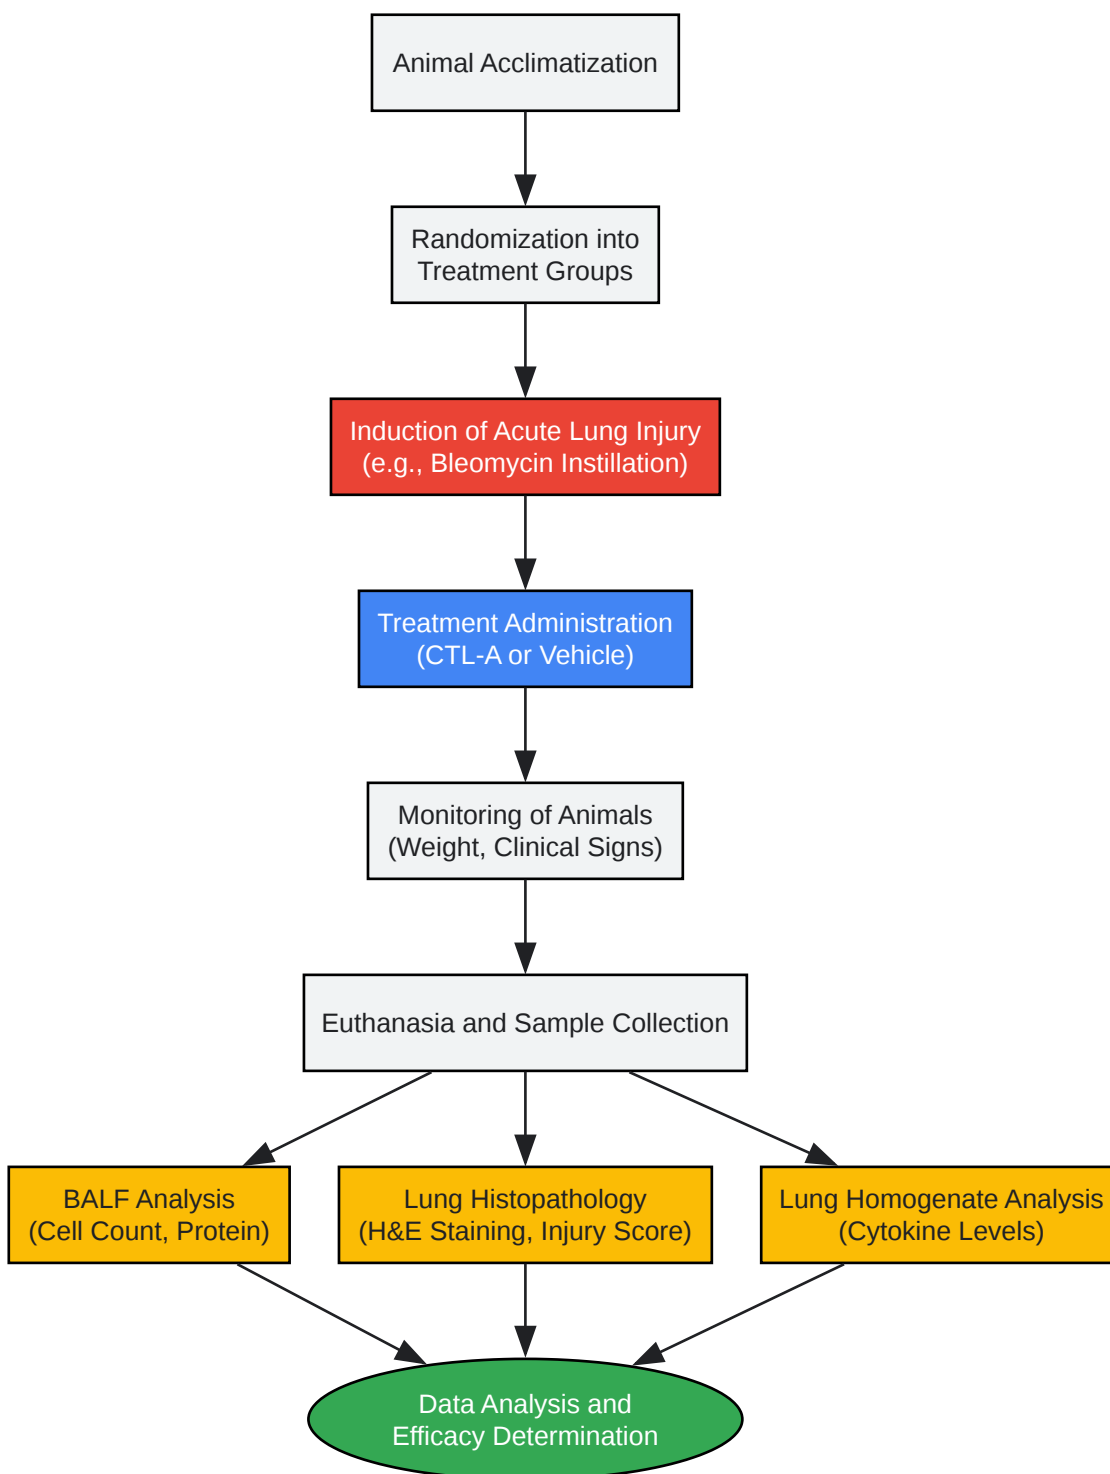 Animal Acclimatization
Randomization into
Treatment Groups
Induction of Acute Lung Injury
(e.g., Bleomycin Instillation)
Treatment Administration
(CTL-A or Vehicle)
Monitoring of Animals
(Weight, Clinical Signs)
Euthanasia and Sample Collection
BALF Analysis
(Cell Count, Protein)
Lung Histopathology
(H&E Staining, Injury Score)
Lung Homogenate Analysis
(Cytokine Levels)
Data Analysis and
Efficacy Determination